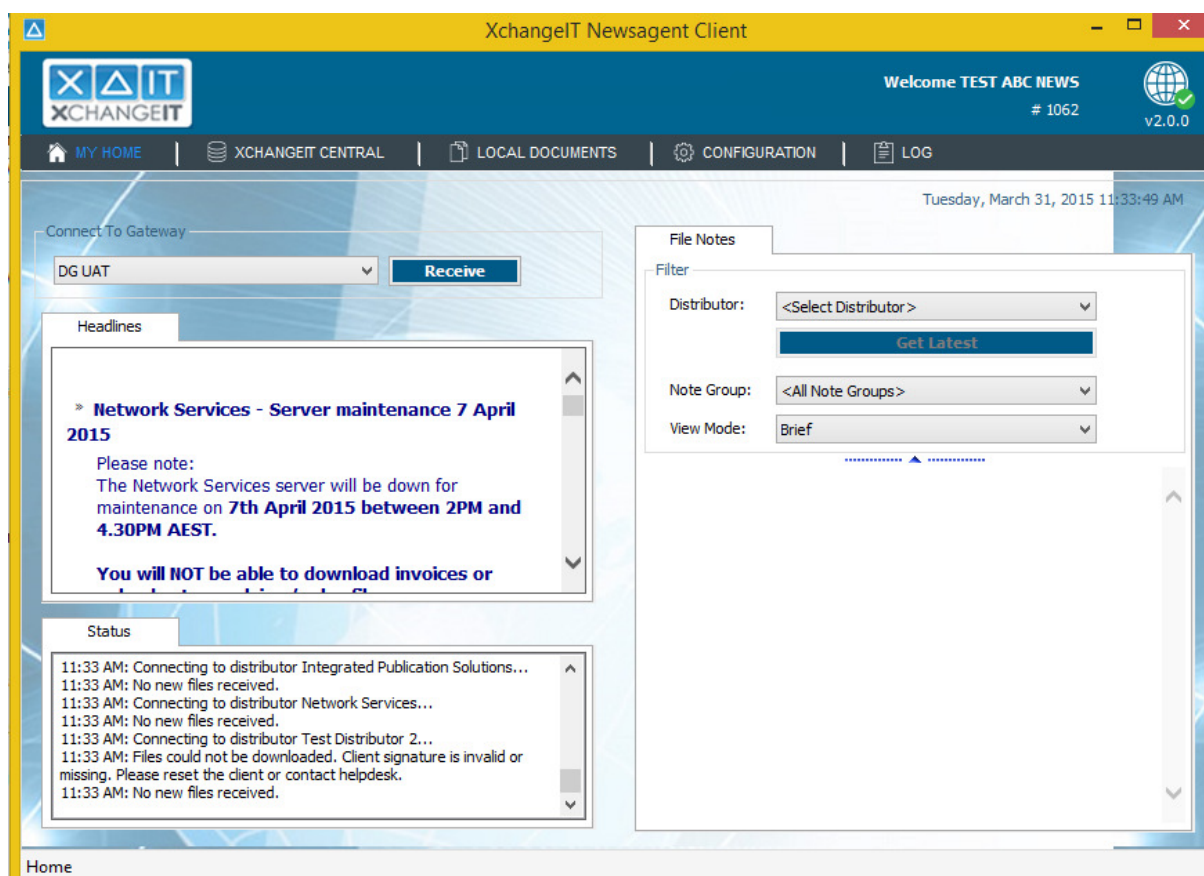 XchangeIT Newsagent Client
XΔIT
XCHANGEIT
Welcome TEST ABC NEWS
# 1062
v2.0.0
MY HOME | XCHANGEIT CENTRAL | LOCAL DOCUMENTS | CONFIGURATION | LOG
Tuesday, March 31, 2015 11:33:49 AM
Connect To Gateway
DG UAT
Receive
Headlines
» Network Services - Server maintenance 7 April
2015
Please note:
The Network Services server will be down for
maintenance on 7th April 2015 between 2PM and
4.30PM AEST.
You will NOT be able to download invoices or
Status
11:33 AM: Connecting to distributor Integrated Publication Solutions...
11:33 AM: No new files received.
11:33 AM: Connecting to distributor Network Services...
11:33 AM: No new files received.
11:33 AM: Connecting to distributor Test Distributor 2...
11:33 AM: Files could not be downloaded. Client signature is invalid or
missing. Please reset the client or contact helpdesk.
11:33 AM: No new files received.
File Notes
Filter
Distributor: <Select Distributor>
Get Latest
Note Group: <All Note Groups>
View Mode: Brief
Home